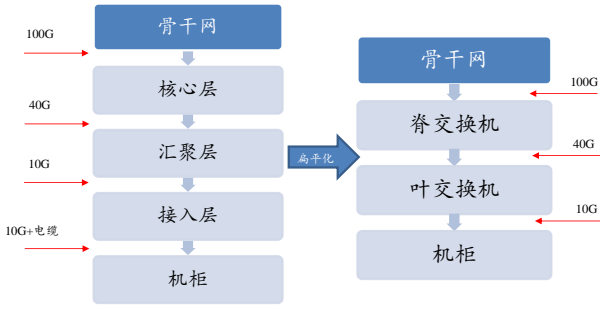 骨干网
100G
核心层
40G
汇聚层
10G
接入层
10G+电缆
机柜
扁平化
骨干网
100G
脊交换机
40G
叶交换机
10G
机柜